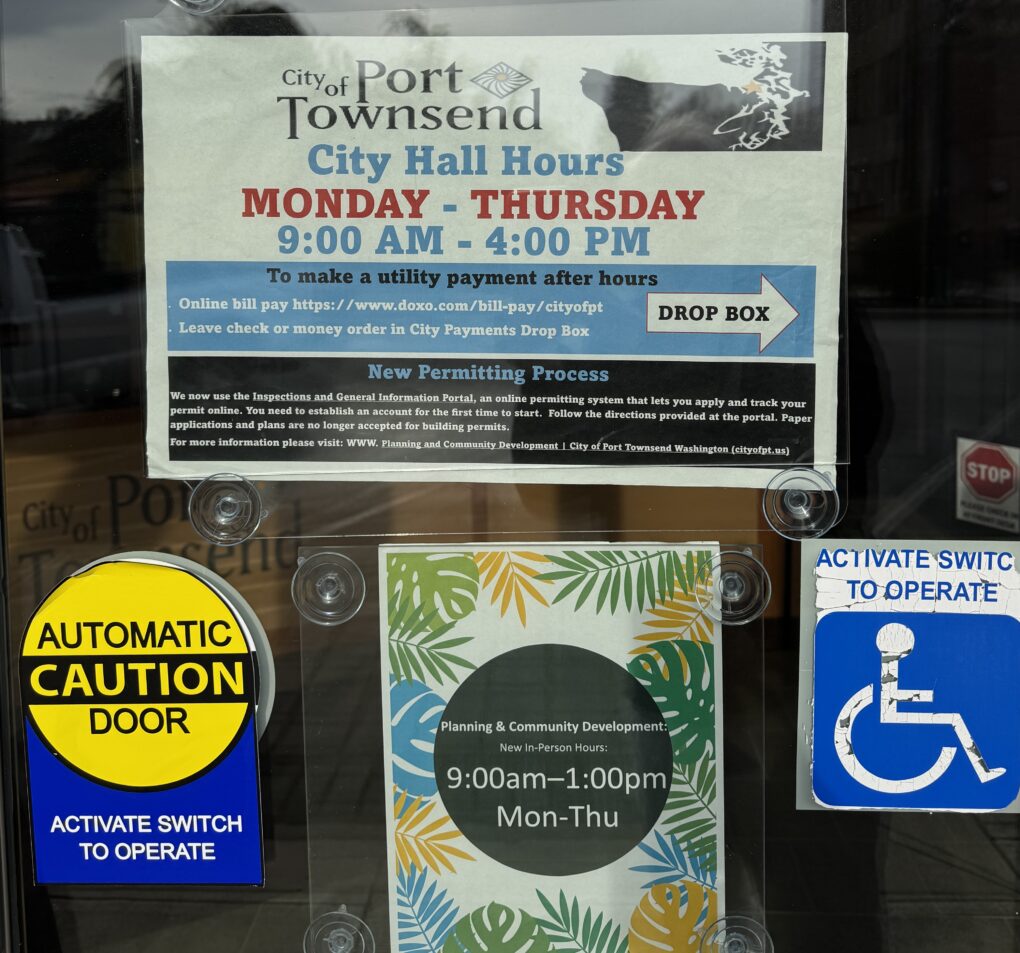 City of Port
Townsend
City Hall Hours
MONDAY - THURSDAY
9:00 AM - 4:00 PM
To make a utility payment after hours
Online bill pay https://www.doxo.com/bill-pay/cityofpt
Leave check or money order in City Payments Drop Box
DROP BOX
New Permitting Process
We now use the Inspections and General Information Portal, an online permitting system that lets you apply and track your
permit online. You need to establish an account for the first time to start. Follow the directions provided at the portal. Paper
applications and plans are no longer accepted for building permits.
For more information please visit: WWW. Planning and Community Development | City of Port Townsend Washington (cityofpt.us)
City of Port
Townsend
STOP
PLEASE CHECK IN
AUTOMATIC
CAUTION
DOOR
ACTIVATE SWITCH
TO OPERATE
Planning & Community Development:
New In-Person Hours:
9:00am–1:00pm
Mon-Thu
ACTIVATE SWITC
TO OPERATE